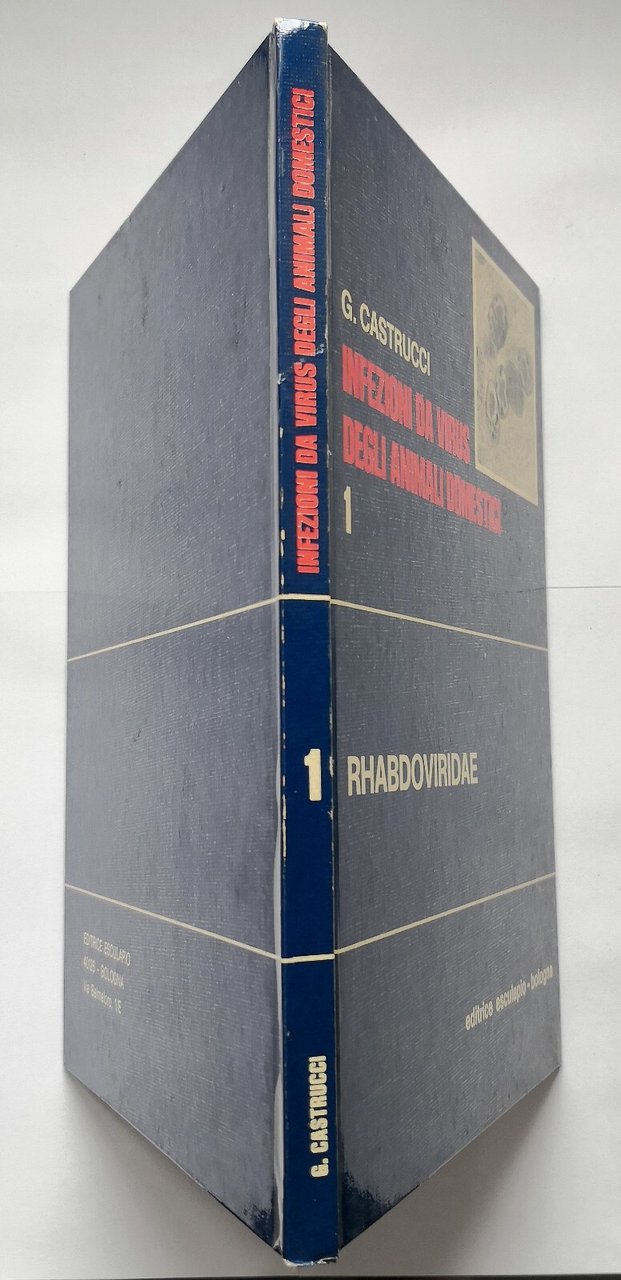 INFEZIONI DA VIRUS DEGLI ANIMALI DOMESTICI
1
G. CASTRUCCI
G. CASTRUCCI
INFEZIONI DA VIRUS
DEGLI ANIMALI DOMESTICI
1
RHABDOVIRIDAE
editrice esculapio - bologna
EDITRICE ESCULAPIO
BOLOGNA
Via